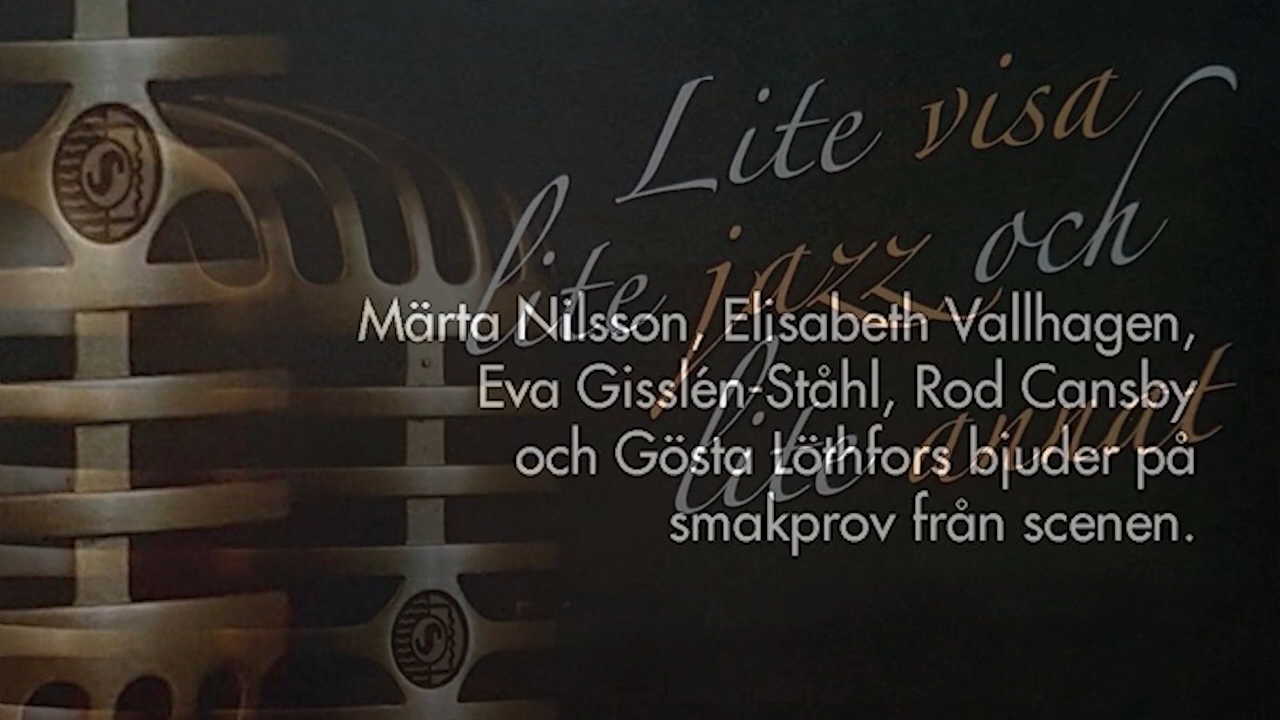 Lite visa
lite jazz och
lite annat
Märta Nilsson, Elisabeth Vallhagen,
Eva Gisslén-Ståhl, Rod Cansby
och Gösta Löthfors bjuder på
smakprov från scenen.